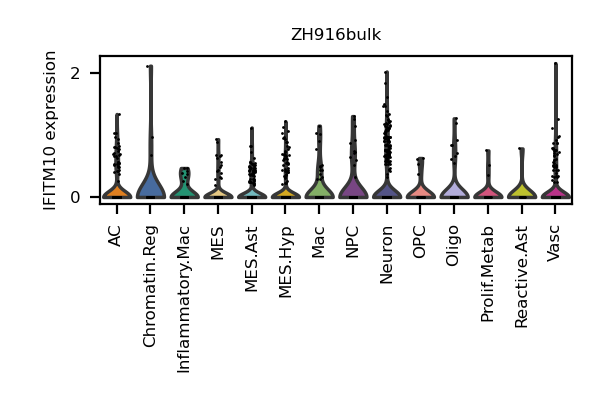 ZH916bulk
IFITM10 expression
2
0
AC
Chromatin.Reg
Inflammatory.Mac
MES
MES.Ast
MES.Hyp
Mac
NPC
Neuron
OPC
Oligo
Prolif.Metab
Reactive.Ast
Vasc